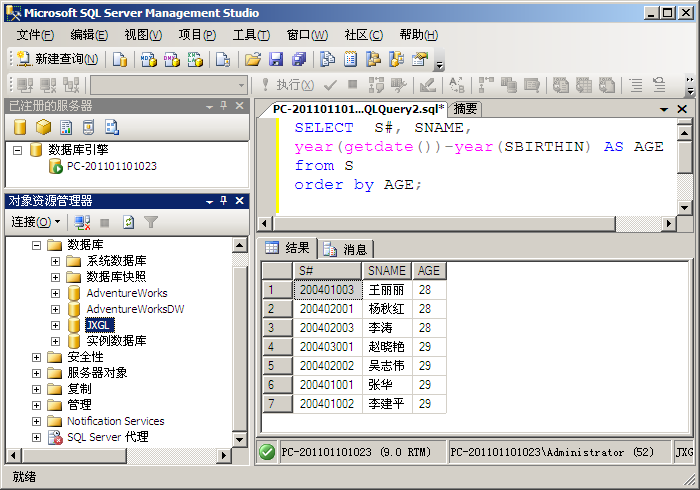 Microsoft SQL Server Management Studio
文件(F) 编辑(E) 视图(V) 项目(P) 工具(T) 窗口(W) 社区(C) 帮助(H)
新建查询(N)
执行(X)
已注册的服务器
数据库引擎
PC-201101101023
对象资源管理器
连接(O)
数据库
系统数据库
数据库快照
AdventureWorks
AdventureWorksDW
JXGL
实例数据库
安全性
服务器对象
复制
管理
Notification Services
SQL Server 代理
PC-201101101...QLQuery2.sql* 摘要
SELECT S#, SNAME,
year(getdate())-year(SBIRTHIN) AS AGE
from S
order by AGE;
结果 消息
S# SNAME AGE
1 200401003 王丽丽 28
2 200402001 杨秋红 28
3 200402003 李涛 28
4 200403001 赵晓艳 29
5 200402002 吴志伟 29
6 200401001 张华 29
7 200401002 李建平 29
PC-201101101023 (9.0 RTM) PC-201101101023\Administrator (52) JXG
就绪